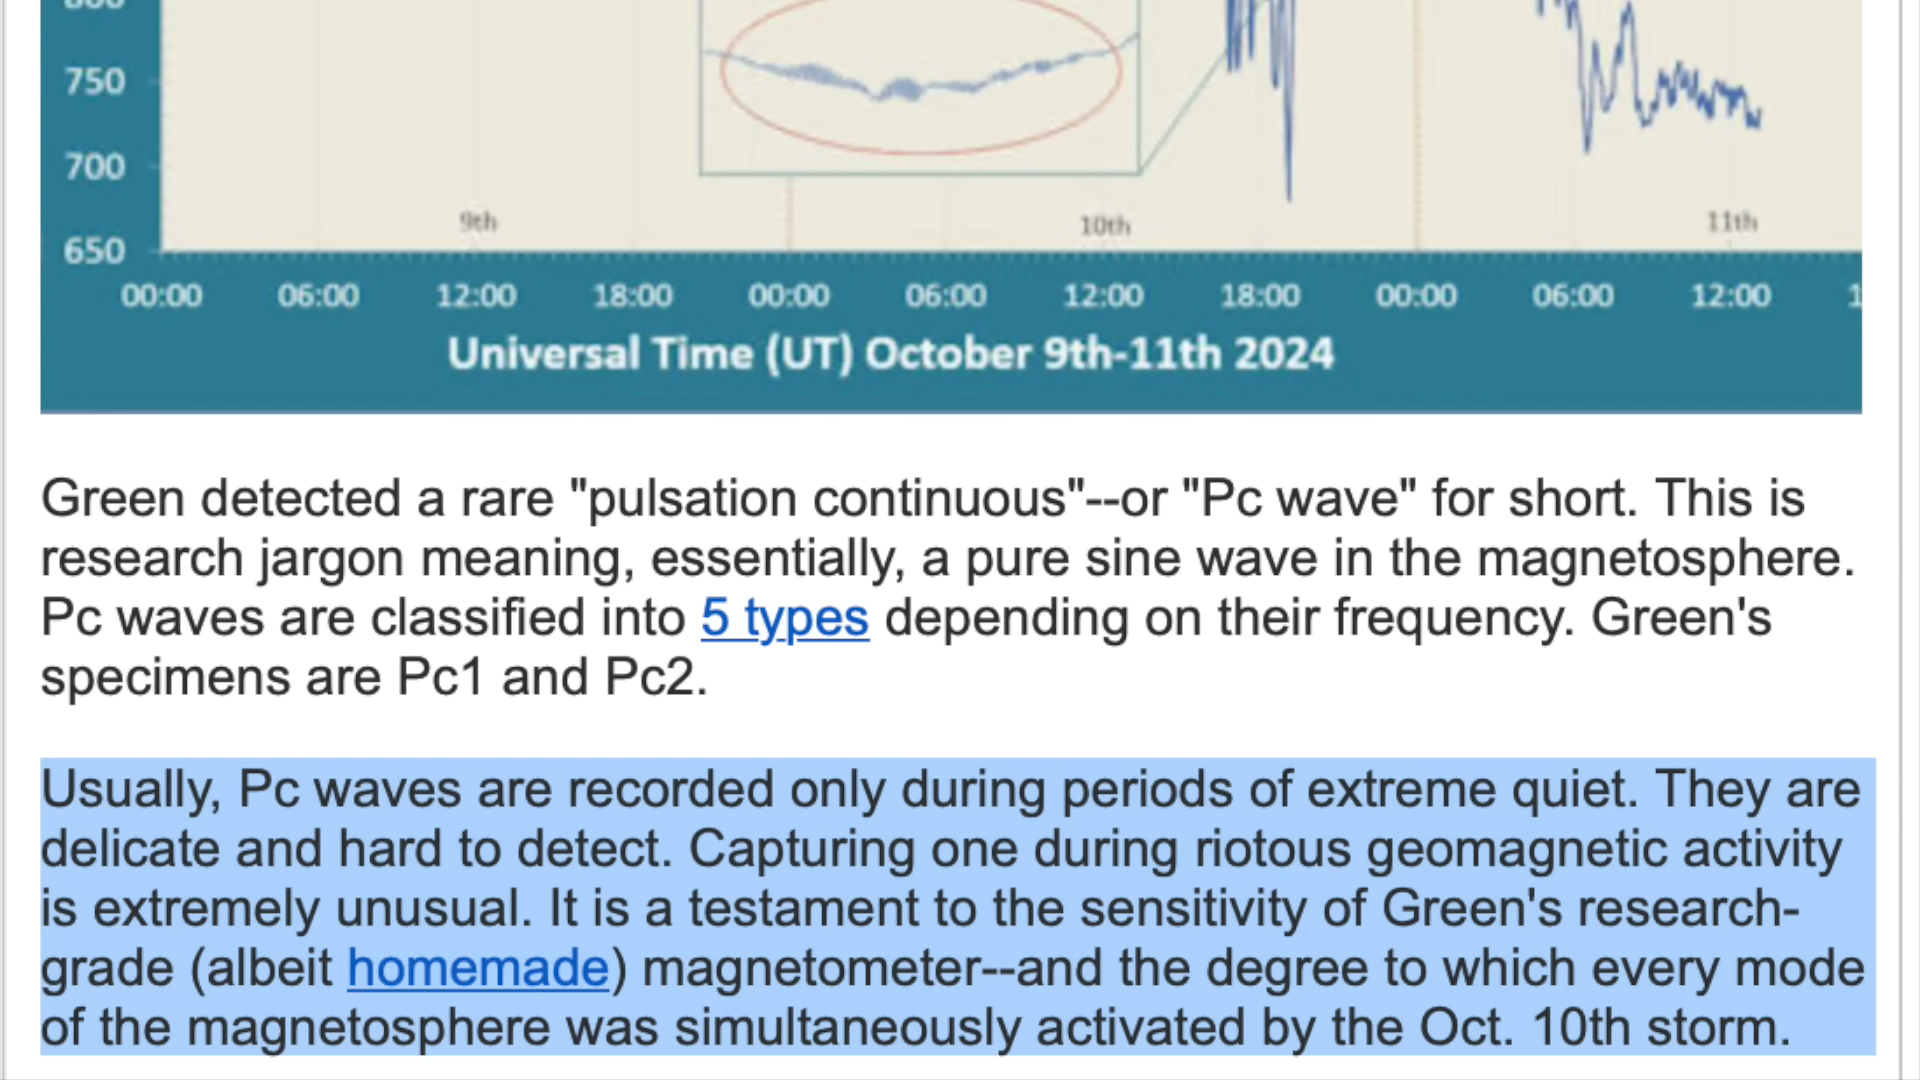 800
750
700
650
9th
10th
11th
00:00 06:00 12:00 18:00 00:00 06:00 12:00 18:00 00:00 06:00 12:00 1
Universal Time (UT) October 9th-11th 2024
Green detected a rare "pulsation continuous"--or "Pc wave" for short. This is
research jargon meaning, essentially, a pure sine wave in the magnetosphere.
Pc waves are classified into 5 types depending on their frequency. Green's
specimens are Pc1 and Pc2.
Usually, Pc waves are recorded only during periods of extreme quiet. They are
delicate and hard to detect. Capturing one during riotous geomagnetic activity
is extremely unusual. It is a testament to the sensitivity of Green's research-
grade (albeit homemade) magnetometer--and the degree to which every mode
of the magnetosphere was simultaneously activated by the Oct. 10th storm.